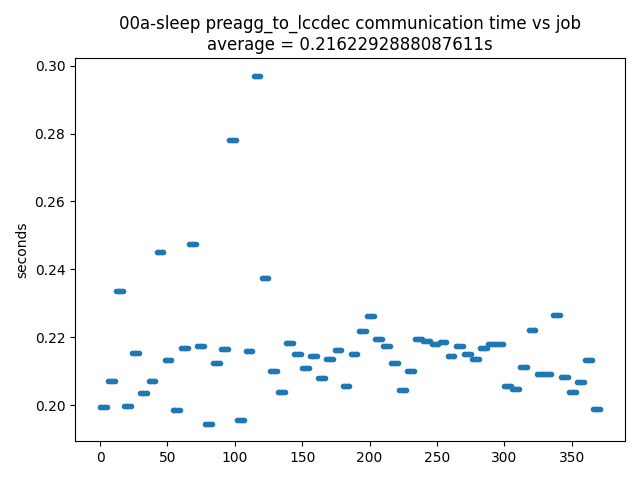 00a-sleep preagg_to_lccdec communication time vs job
average = 0.2162292888087611s
0.30
0.28
0.26
0.24
0.22
0.20
seconds
0 50 100 150 200 250 300 350